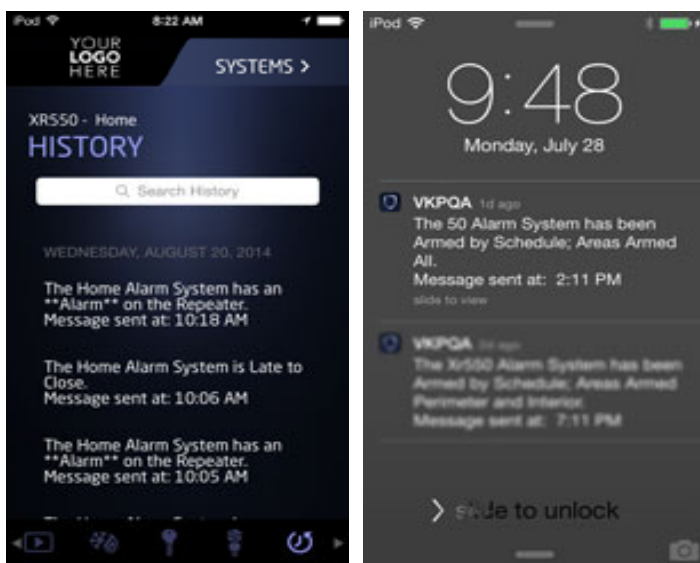 iPod
8:22 AM
YOUR
LOGO
HERE
SYSTEMS >
XR550 - Home
HISTORY
Search History
WEDNESDAY, AUGUST 20, 2014
The Home Alarm System has an
**Alarm** on the Repeater.
Message sent at: 10:18 AM
The Home Alarm System is Late to
Close.
Message sent at: 10:06 AM
The Home Alarm System has an
**Alarm** on the Repeater.
Message sent at: 10:05 AM
iPod
9:48
Monday, July 28
VKPQA 1d ago
The 50 Alarm System has been
Armed by Schedule; Areas Armed
All.
Message sent at: 2:11 PM
slide to view
VKPQA
The Xr550 Alarm System has been
Armed by Schedule; Areas Armed
Perimeter and Interior.
Message sent at: 7:11 PM
slide to unlock